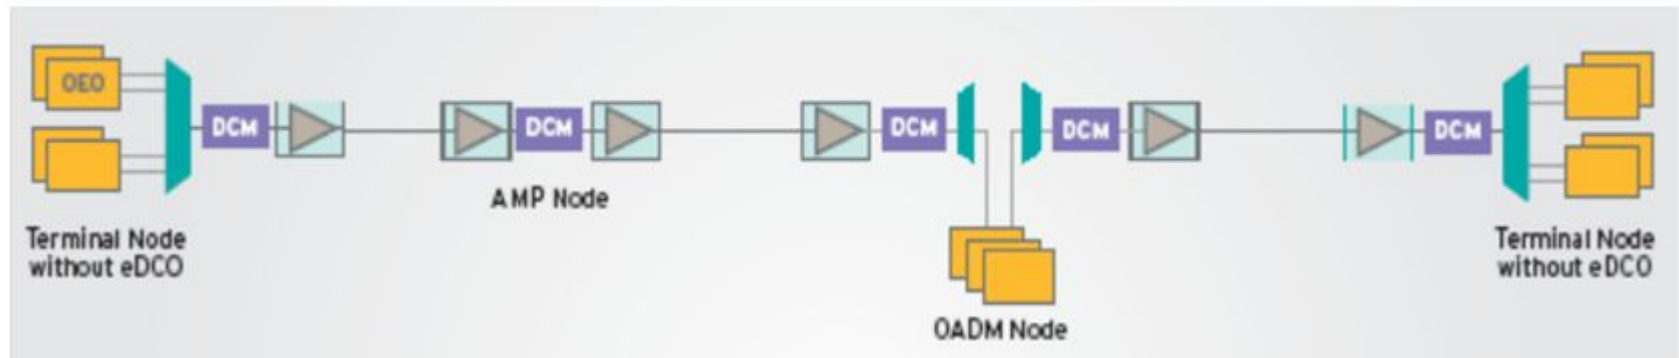 OEO
DCM
DCM
DCM
DCM
DCM
AMP Node
Terminal Node
without eDCO
OADM Node
Terminal Node
without eDCO